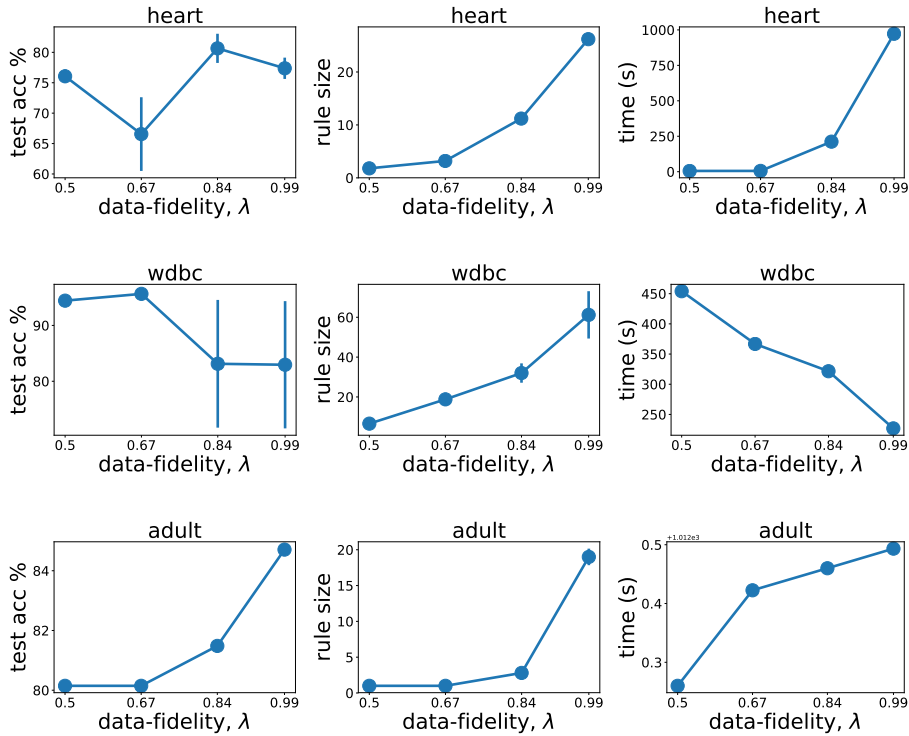 heart
test acc %
80
75
70
65
60
0.5 0.67 0.84 0.99
data-fidelity, λ
heart
rule size
20
10
0
0.5 0.67 0.84 0.99
data-fidelity, λ
heart
time (s)
1000
750
500
250
0
0.5 0.67 0.84 0.99
data-fidelity, λ
wdbc
test acc %
90
80
0.5 0.67 0.84 0.99
data-fidelity, λ
wdbc
rule size
60
40
20
0.5 0.67 0.84 0.99
data-fidelity, λ
wdbc
time (s)
450
400
350
300
250
0.5 0.67 0.84 0.99
data-fidelity, λ
adult
test acc %
84
82
80
0.5 0.67 0.84 0.99
data-fidelity, λ
adult
rule size
20
15
10
5
0
0.5 0.67 0.84 0.99
data-fidelity, λ
adult
+1.012e3
time (s)
0.5
0.4
0.3
0.5 0.67 0.84 0.99
data-fidelity, λ